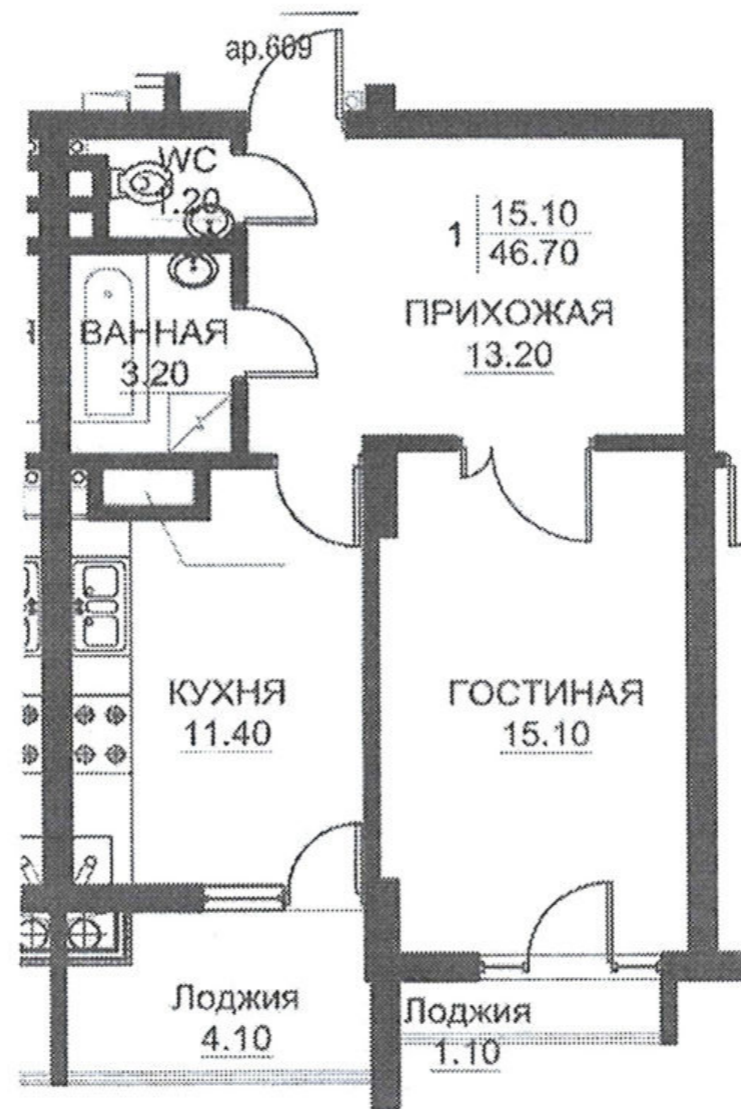 ар.609
WC
1.20
1 15.10
46.70
ПРИХОЖАЯ
13.20
ВАННАЯ
3.20
КУХНЯ
11.40
ГОСТИНАЯ
15.10
Лоджия
4.10
Лоджия
1.10